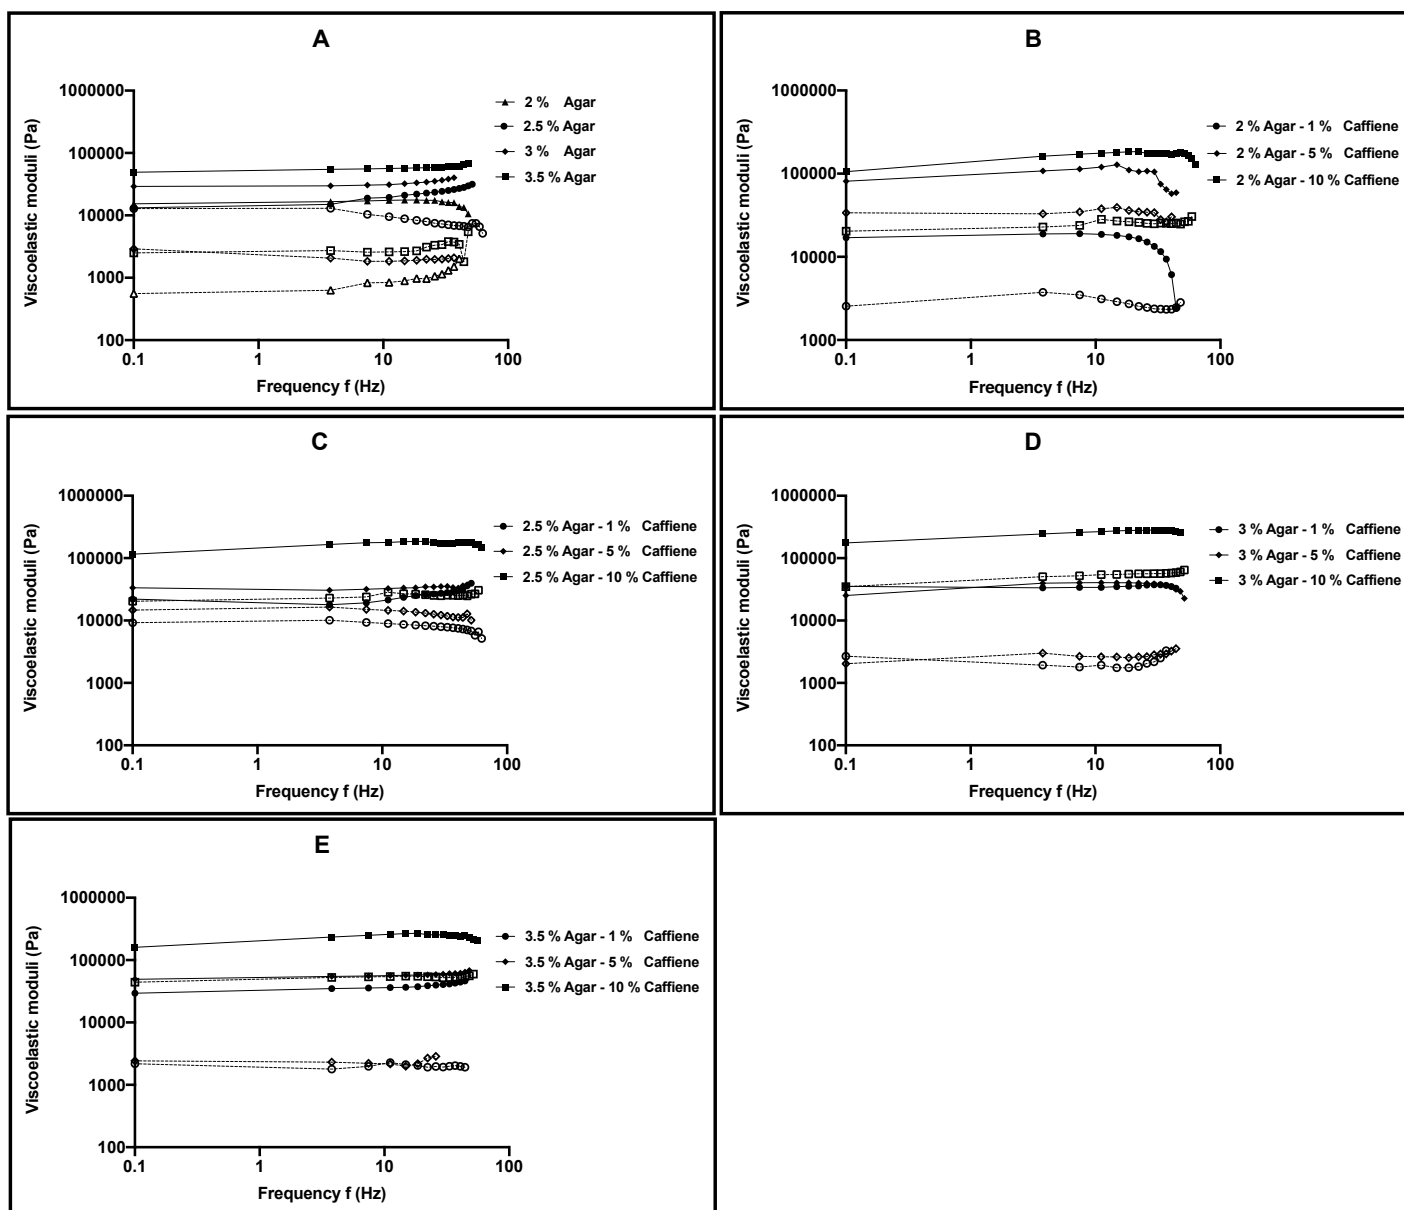 A
Viscoelastic moduli (Pa)
1000000
100000
10000
1000
100
0.1 1 10 100
Frequency f (Hz)
2 % Agar
2.5 % Agar
3 % Agar
3.5 % Agar
B
Viscoelastic moduli (Pa)
1000000
100000
10000
1000
0.1 1 10 100
Frequency f (Hz)
2 % Agar - 1 % Caffiene
2 % Agar - 5 % Caffiene
2 % Agar - 10 % Caffiene
C
Viscoelastic moduli (Pa)
1000000
100000
10000
1000
100
0.1 1 10 100
Frequency f (Hz)
2.5 % Agar - 1 % Caffiene
2.5 % Agar - 5 % Caffiene
2.5 % Agar - 10 % Caffiene
D
Viscoelastic moduli (Pa)
1000000
100000
10000
1000
100
0.1 1 10 100
Frequency f (Hz)
3 % Agar - 1 % Caffiene
3 % Agar - 5 % Caffiene
3 % Agar - 10 % Caffiene
E
Viscoelastic moduli (Pa)
1000000
100000
10000
1000
100
0.1 1 10 100
Frequency f (Hz)
3.5 % Agar - 1 % Caffiene
3.5 % Agar - 5 % Caffiene
3.5 % Agar - 10 % Caffiene